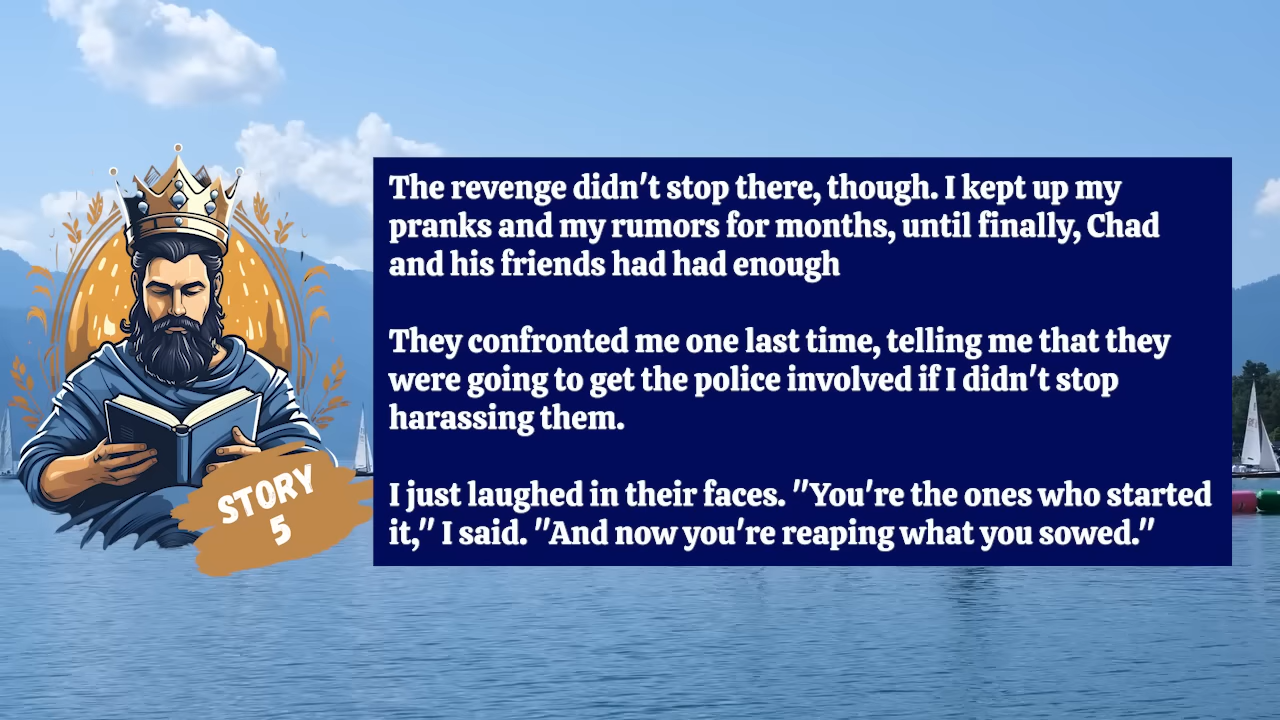 The revenge didn't stop there, though. I kept up my
pranks and my rumors for months, until finally, Chad
and his friends had had enough
They confronted me one last time, telling me that they
were going to get the police involved if I didn't stop
harassing them.
I just laughed in their faces. "You're the ones who started
it," I said. "And now you're reaping what you sowed."
STORY
5